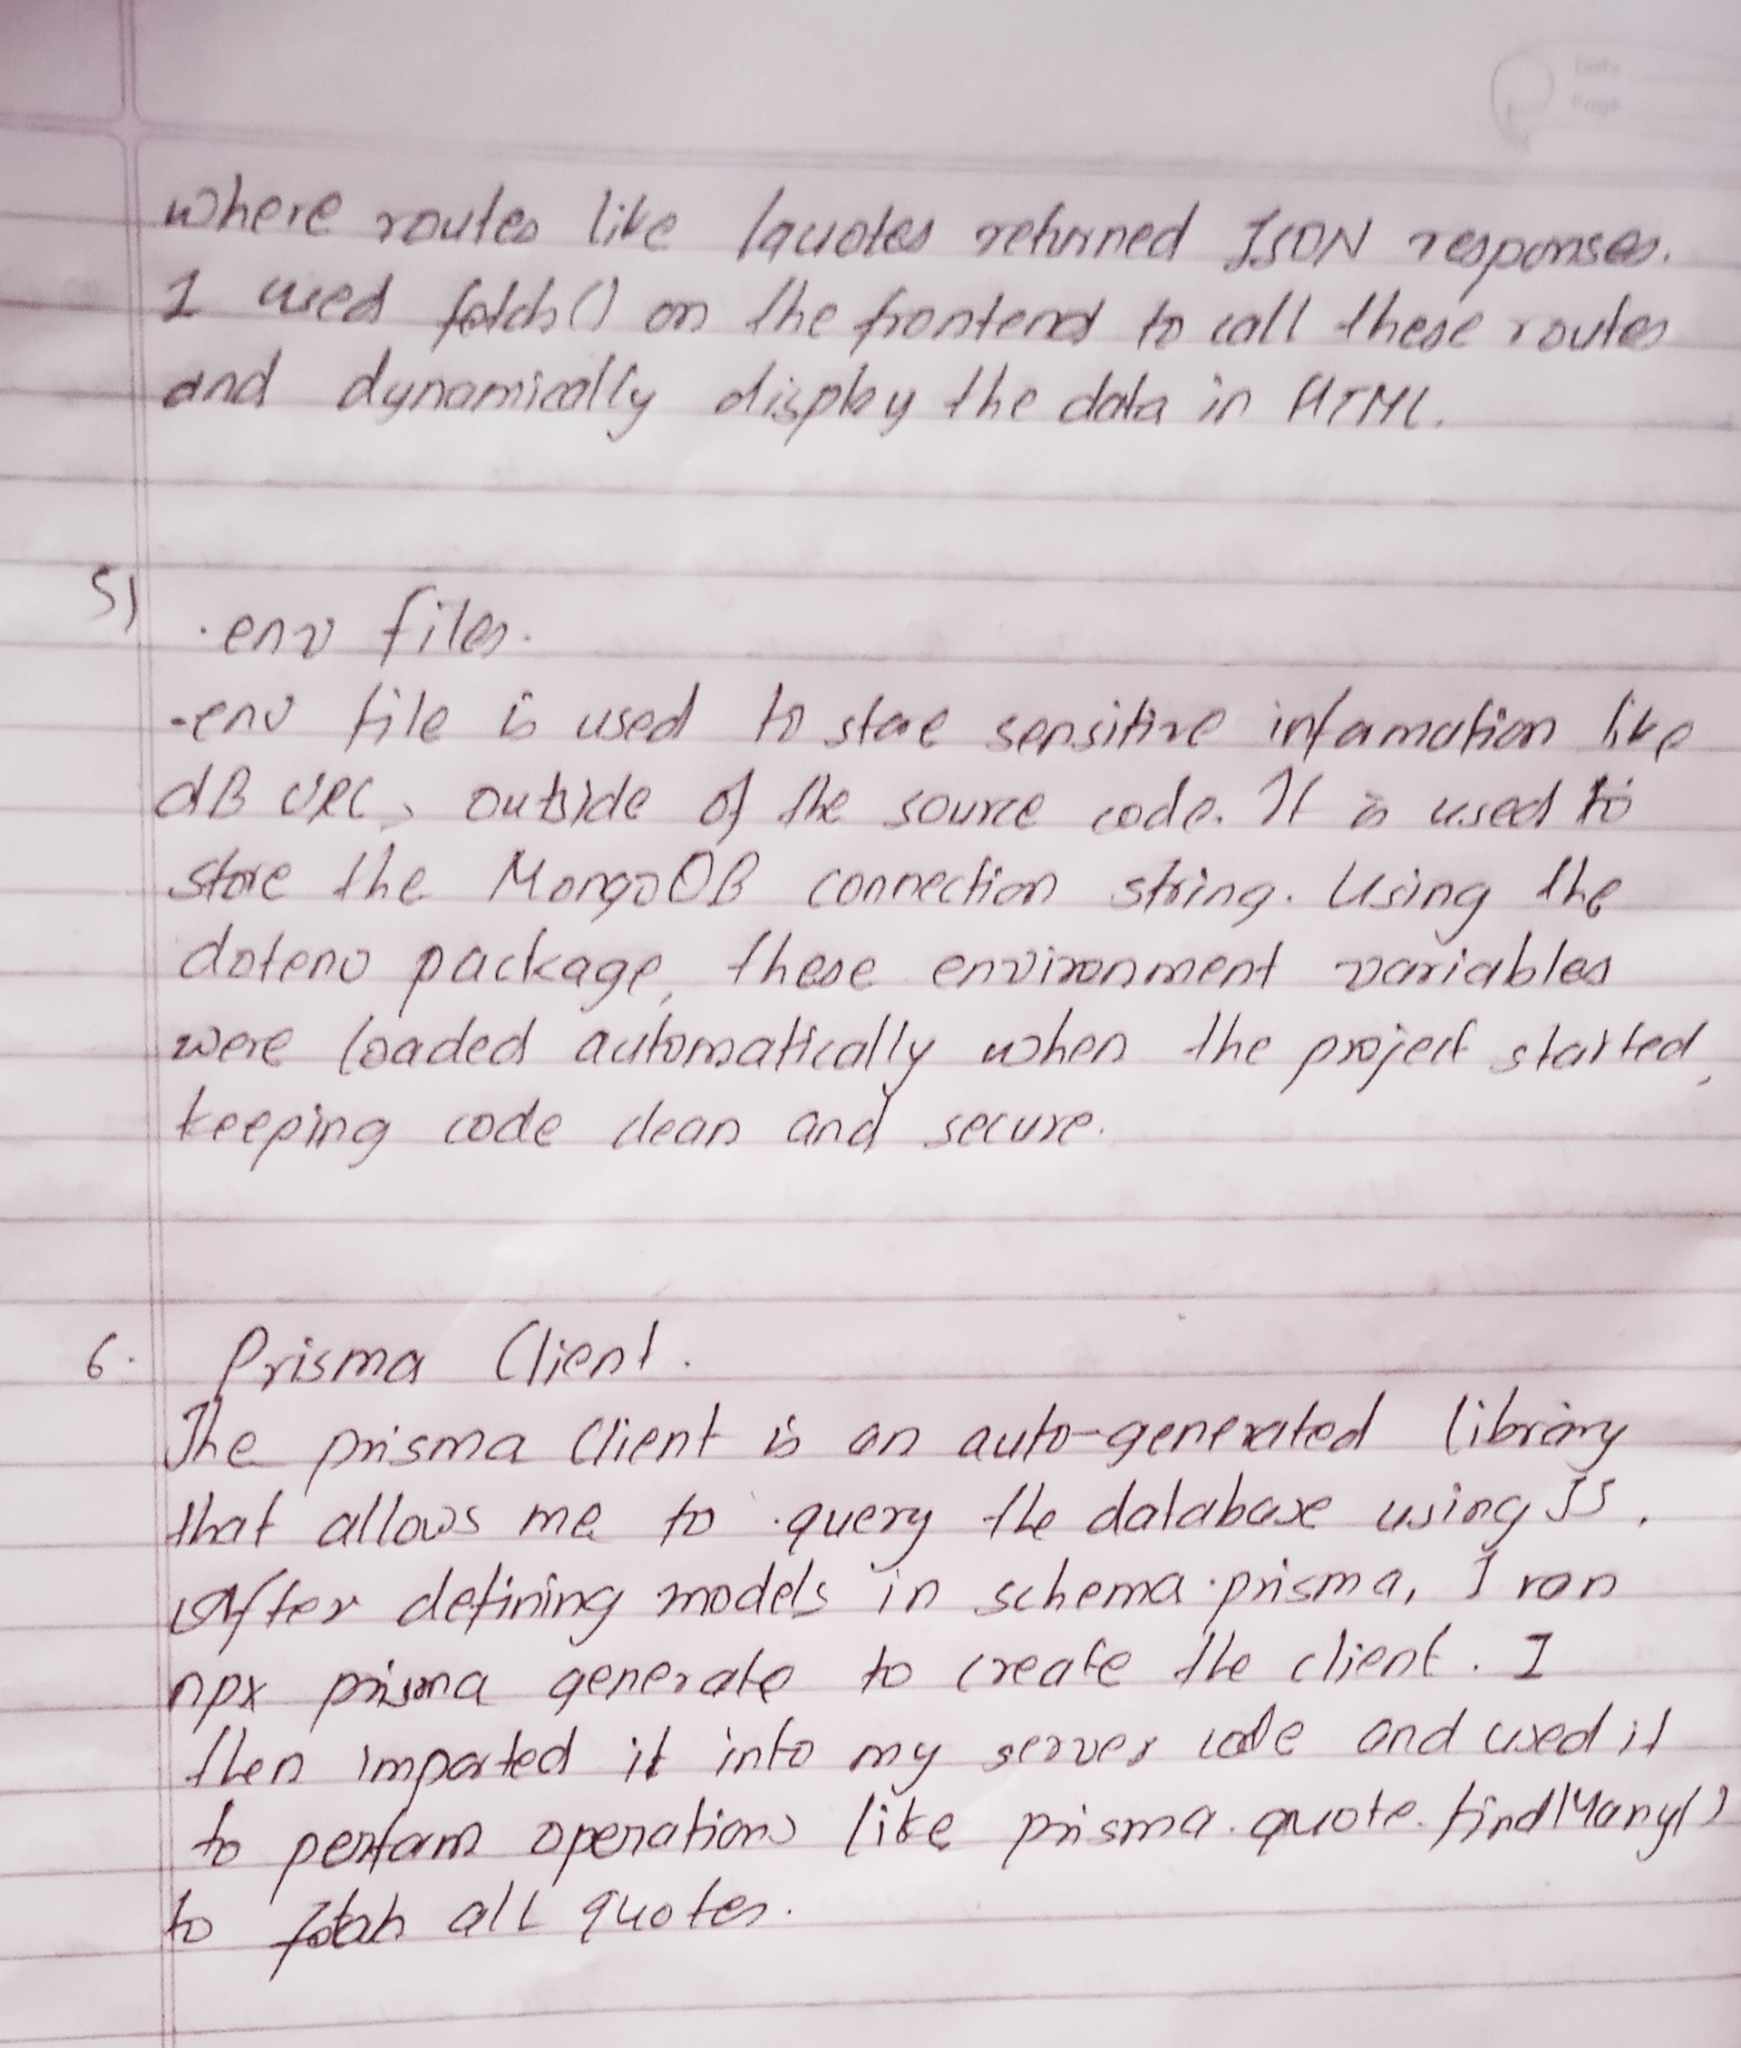 Date
Page
where routes like /quotes returned JSON responses.
I used fetch() on the frontend to call these routes
and dynamically display the data in HTML.
5)
.env files.
.env file is used to store sensitive information like
dB URL, outside of the source code. It is used to
store the MongoDB connection string. Using the
dotenv package, these environment variables
were loaded automatically when the project started,
keeping code clean and secure.
6. Prisma Client.
The prisma Client is an auto-generated library
that allows me to query the database using JS.
After defining models in schema.prisma, I ran
npx prisma generate to create the client. I
then imported it into my server code and used it
to perform operations like prisma.quote.findMany()
to fetch all quotes.